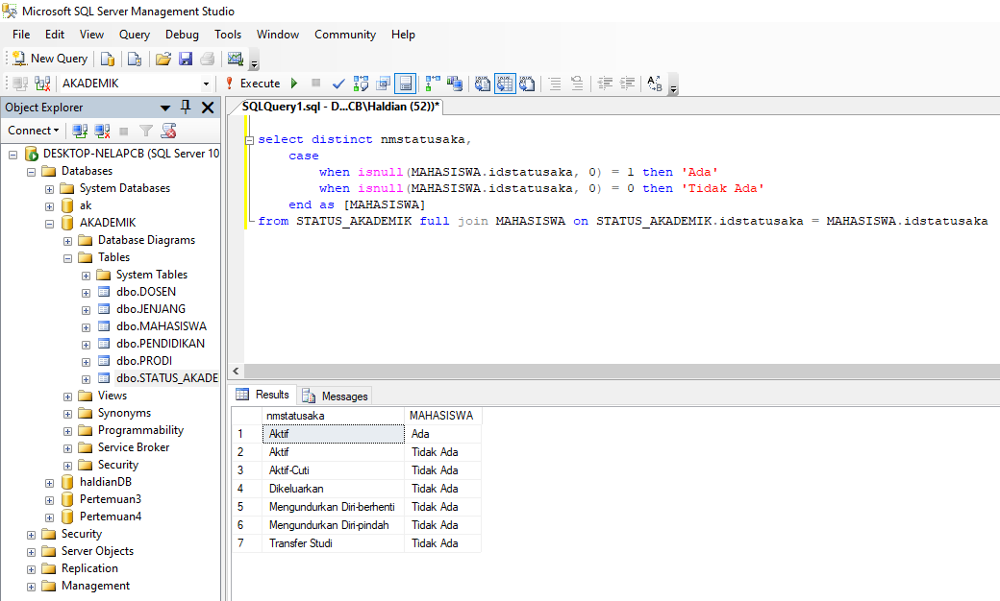 Microsoft SQL Server Management Studio
File Edit View Query Debug Tools Window Community Help
New Query
AKADEMIK Execute
Object Explorer
Connect
DESKTOP-NELAPCB (SQL Server 10
Databases
System Databases
ak
AKADEMIK
Database Diagrams
Tables
System Tables
dbo.DOSEN
dbo.JENJANG
dbo.MAHASISWA
dbo.PENDIDIKAN
dbo.PRODI
dbo.STATUS_AKADE
Views
Synonyms
Programmability
Service Broker
Security
haldianDB
Pertemuan3
Pertemuan4
Security
Server Objects
Replication
Management
SQLQuery1.sql - D...CB\Haldian (52))*
select distinct nmstatusaka,
case
when isnull(MAHASISWA.idstatusaka, 0) = 1 then 'Ada'
when isnull(MAHASISWA.idstatusaka, 0) = 0 then 'Tidak Ada'
end as [MAHASISWA]
from STATUS_AKADEMIK full join MAHASISWA on STATUS_AKADEMIK.idstatusaka = MAHASISWA.idstatusaka
Results Messages
nmstatusaka MAHASISWA
1 Aktif Ada
2 Aktif Tidak Ada
3 Aktif-Cuti Tidak Ada
4 Dikeluarkan Tidak Ada
5 Mengundurkan Diri-berhenti Tidak Ada
6 Mengundurkan Diri-pindah Tidak Ada
7 Transfer Studi Tidak Ada